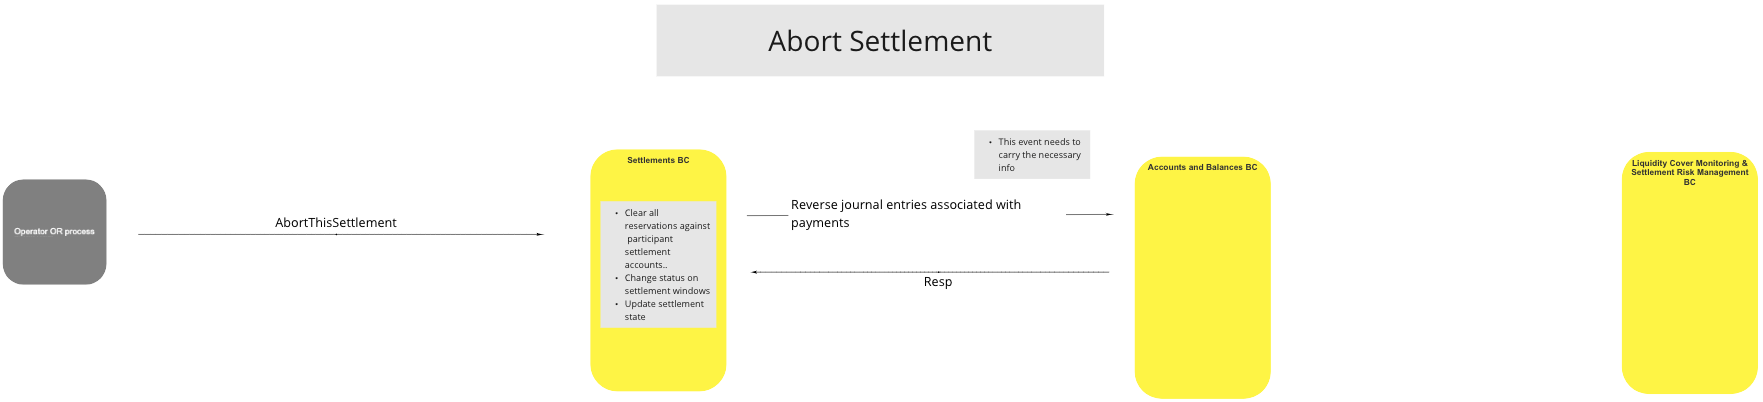 Abort Settlement
Operator OR process
AbortThisSettlement
Settlements BC
• Clear all
reservations against
participant
settlement
accounts..
• Change status on
settlement windows
• Update settlement
state
• This event needs to
carry the necessary
info
Reverse journal entries associated with
payments
Resp
Accounts and Balances BC
Liquidity Cover Monitoring &
Settlement Risk Management
BC